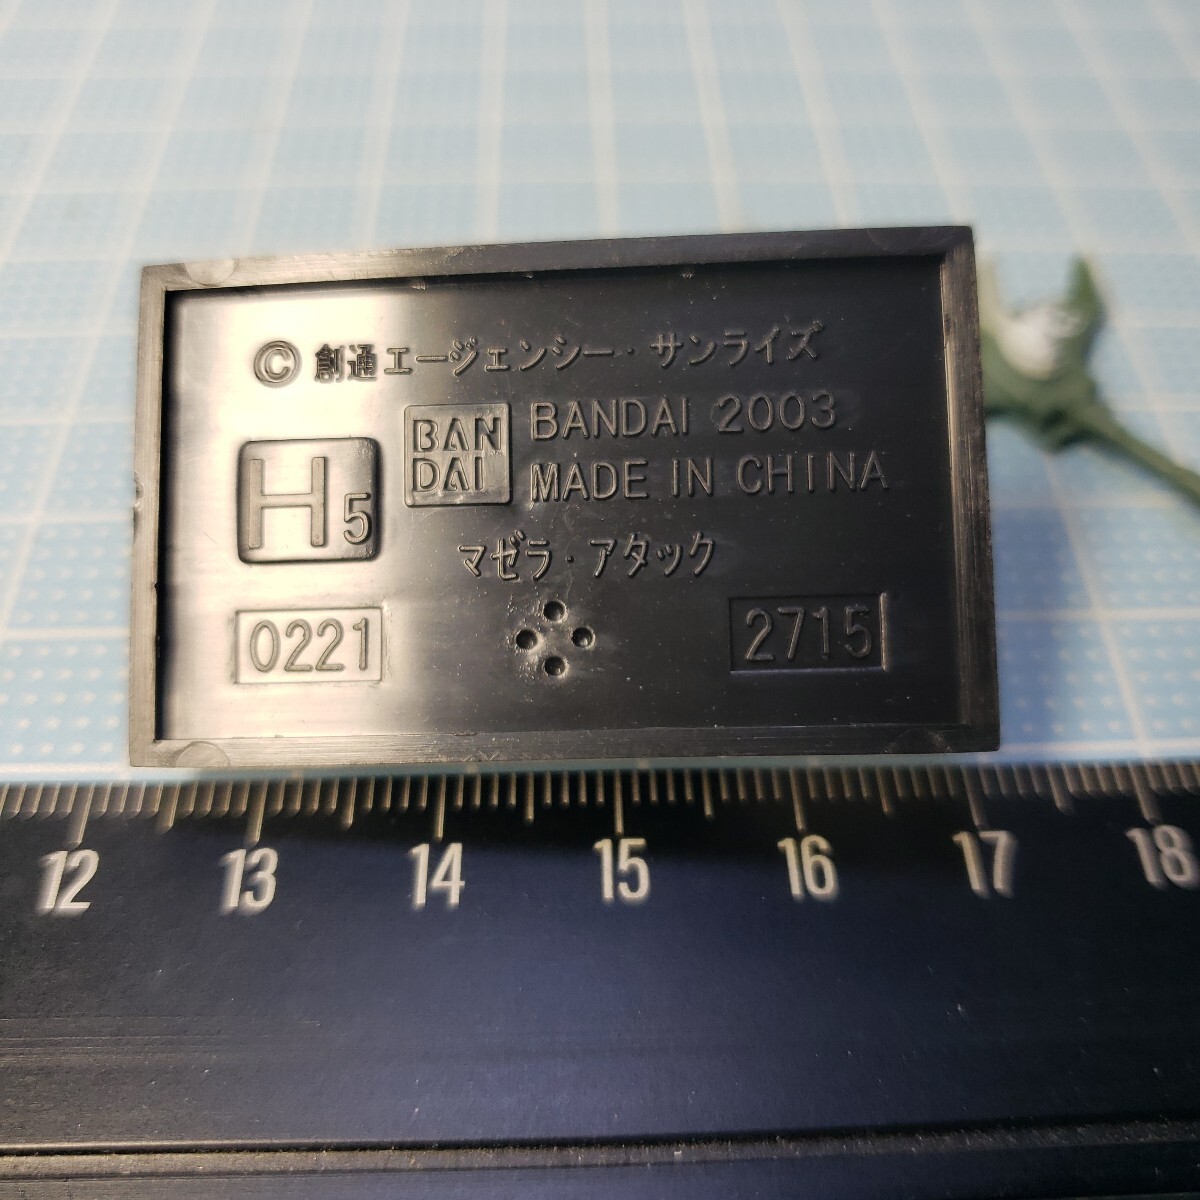 © 創通エージェンシー・サンライズ
BAN
DAI
BANDAI 2003
MADE IN CHINA
H5
マゼラ・アタック
0221
2715
12 13 14 15 16 17 18